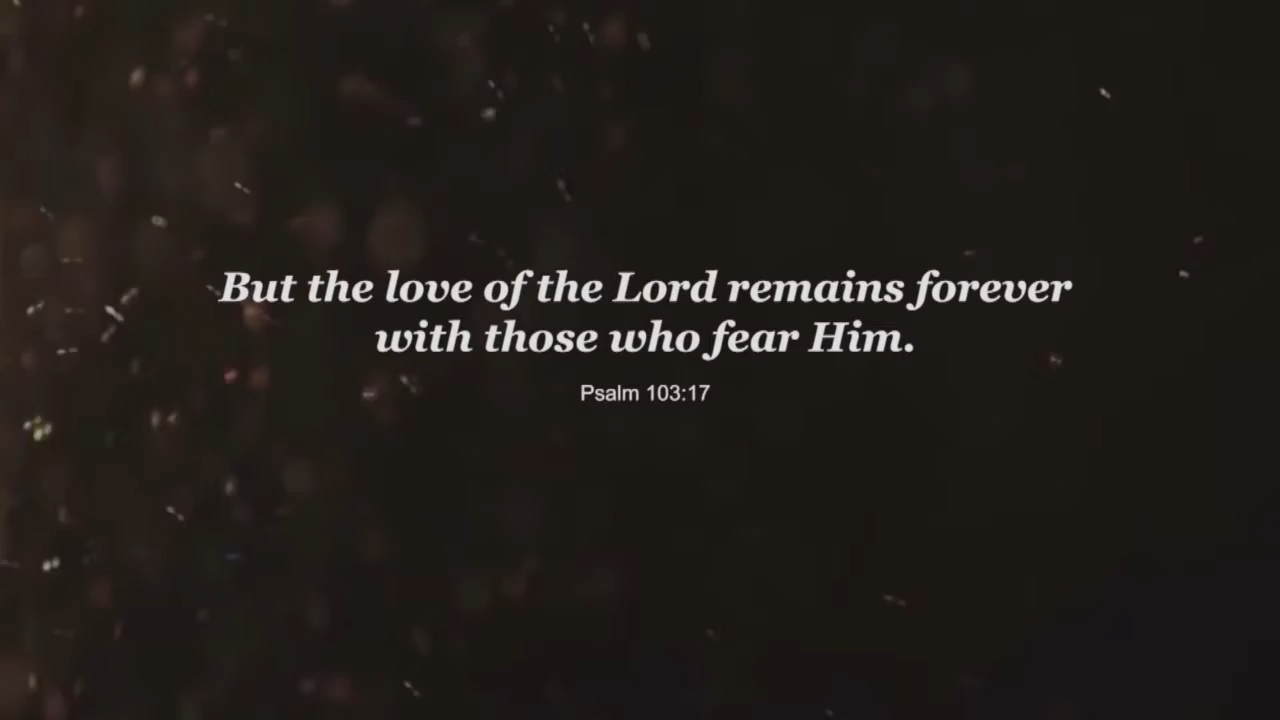 But the love of the Lord remains forever
with those who fear Him.
Psalm 103:17